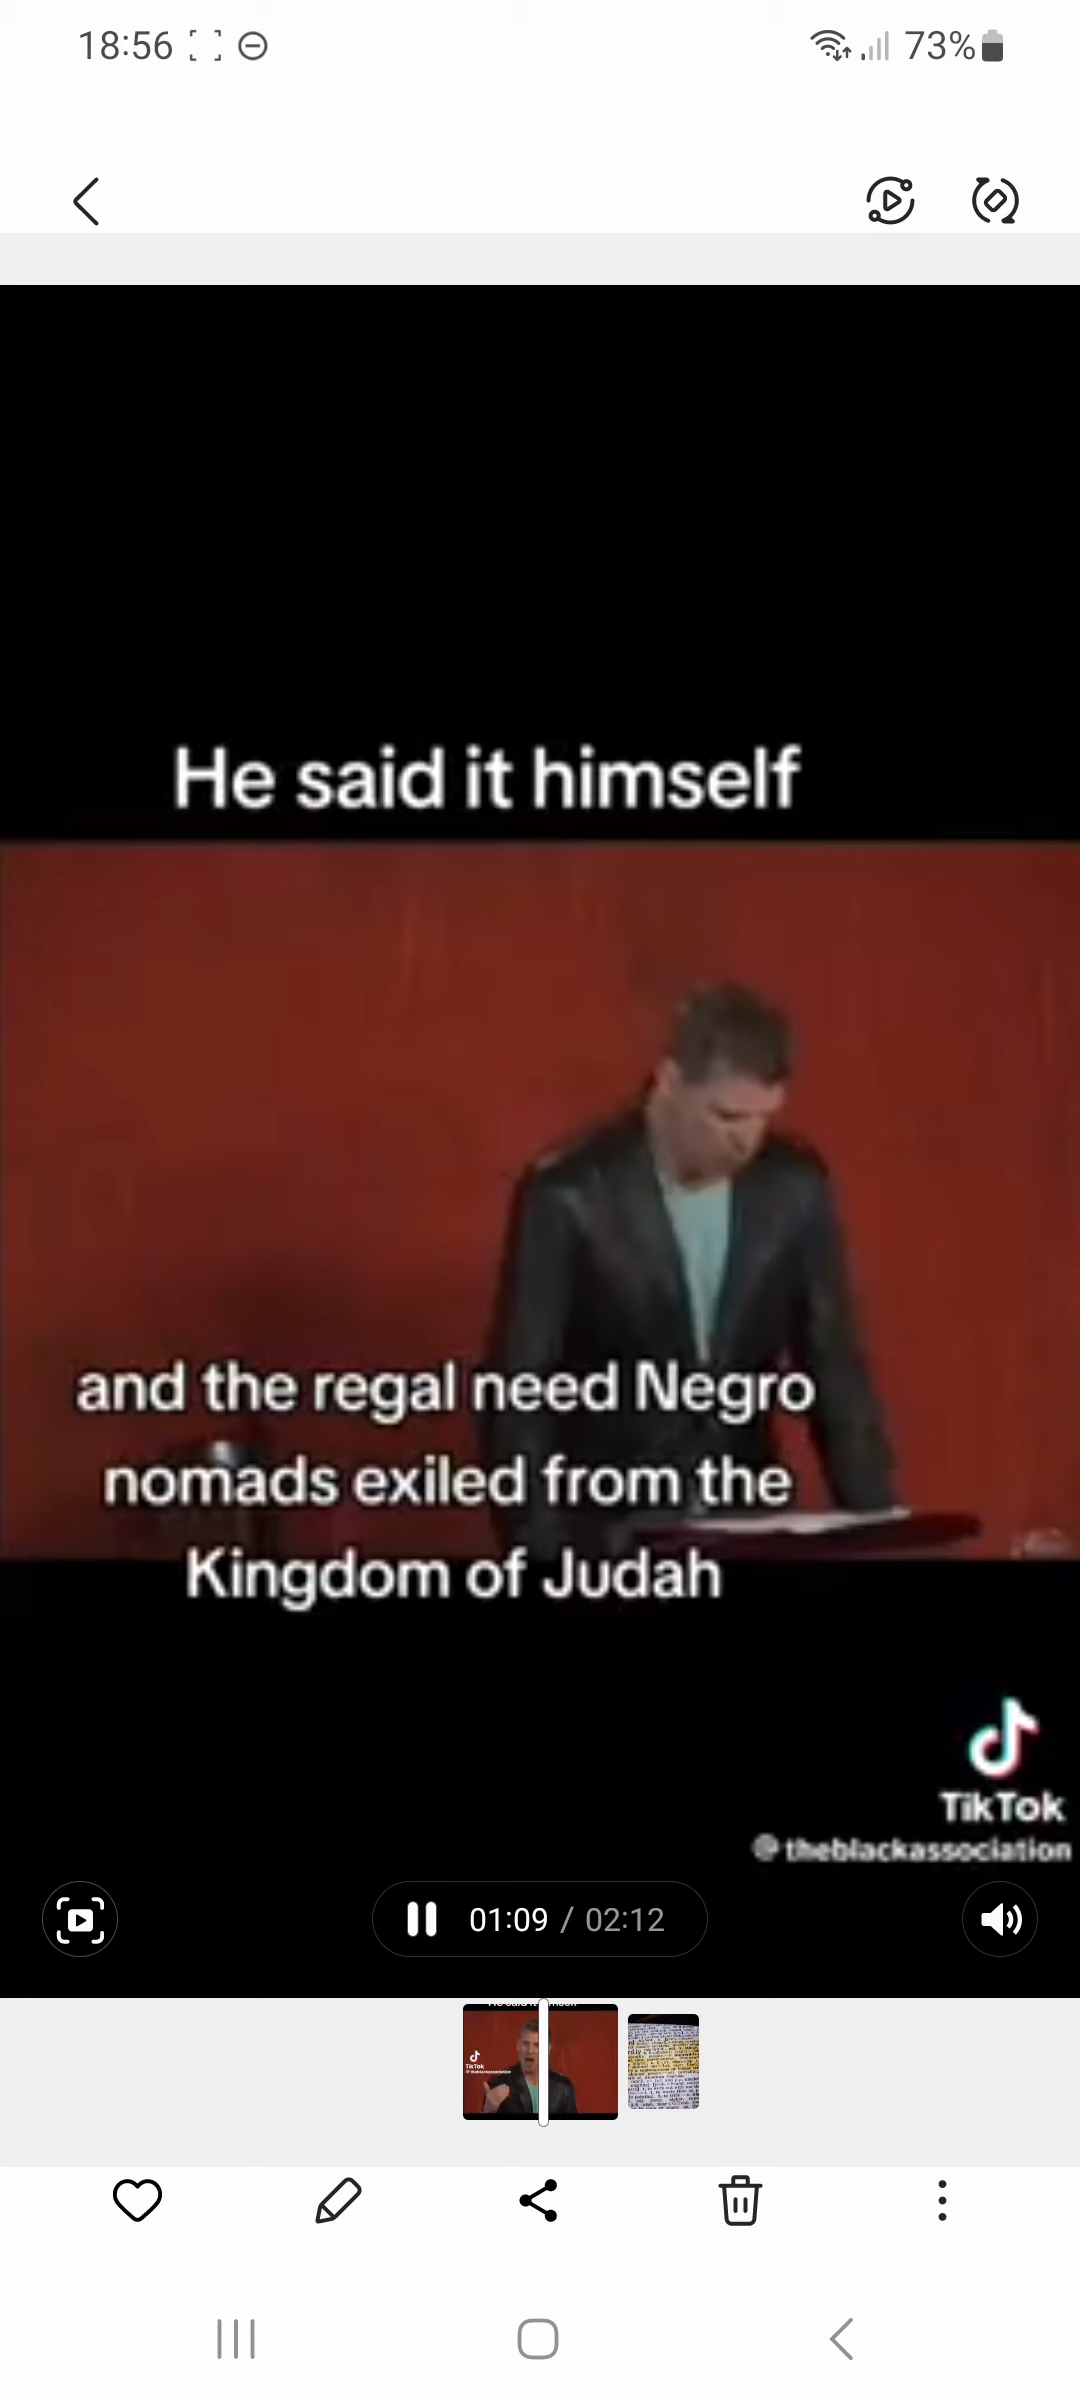 18:56
73%
He said it himself
and the regal need Negro
nomads exiled from the
Kingdom of Judah
TikTok
@theblackassociation
01:09 / 02:12
TikTok